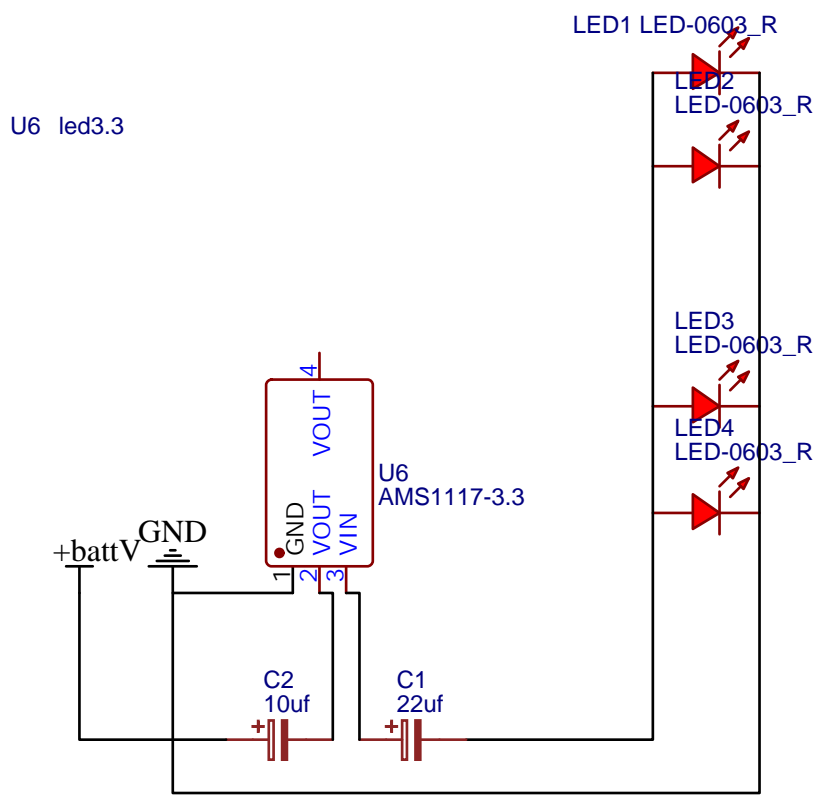 LED1 LED-0603_R
LED2
LED-0603_R
U6 led3.3
LED3
LED-0603_R
LED4
LED-0603_R
4
VOUT
U6
AMS1117-3.3
GND
VOUT
VIN
1
2
3
+battV
GND
C2
10uf
+
C1
22uf
+